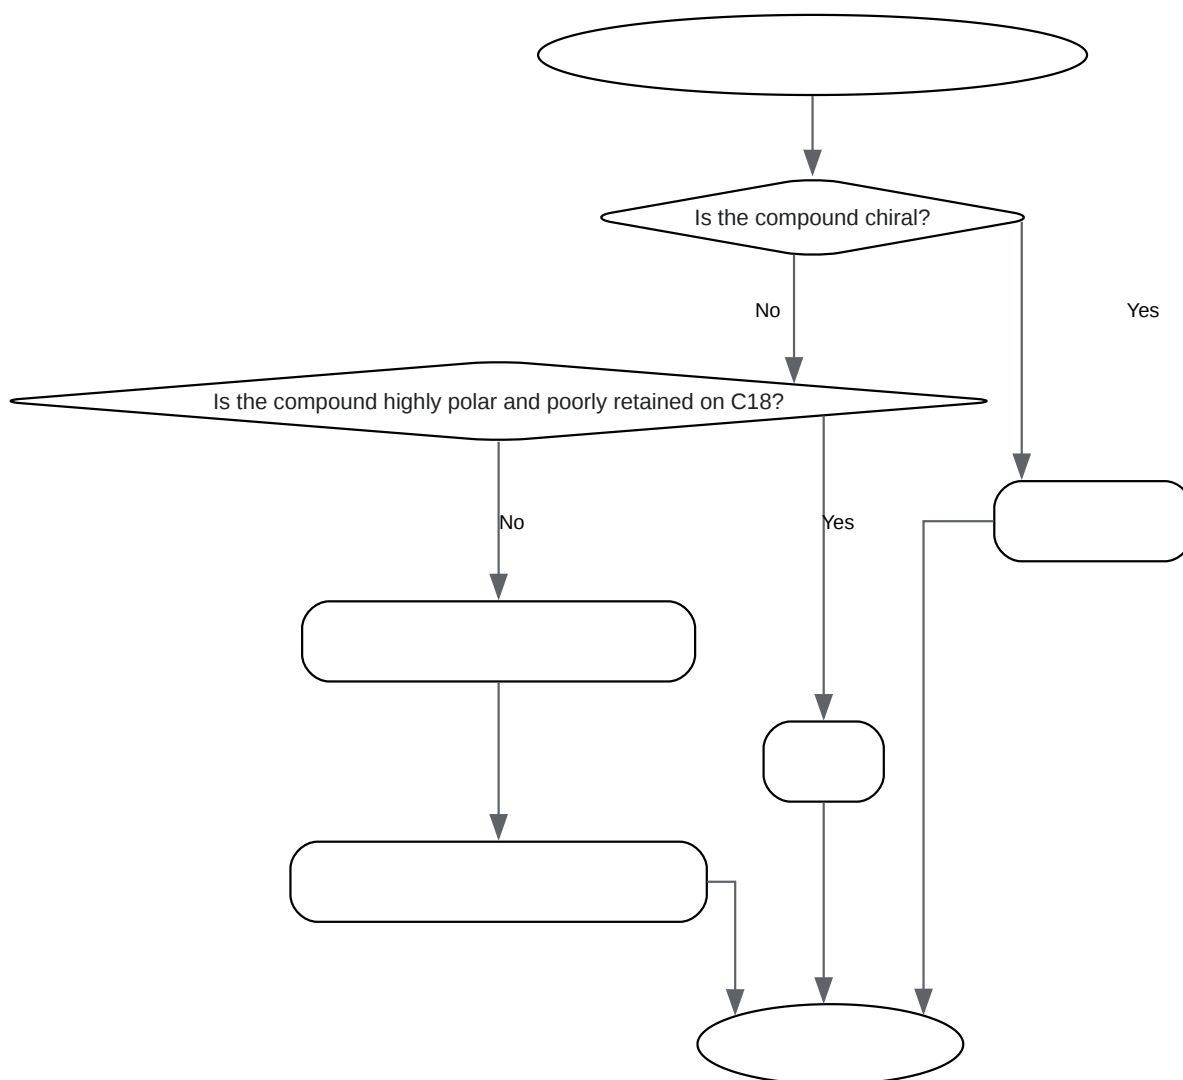 Is the compound chiral?
No
Yes
Is the compound highly polar and poorly retained on C18?
No
Yes